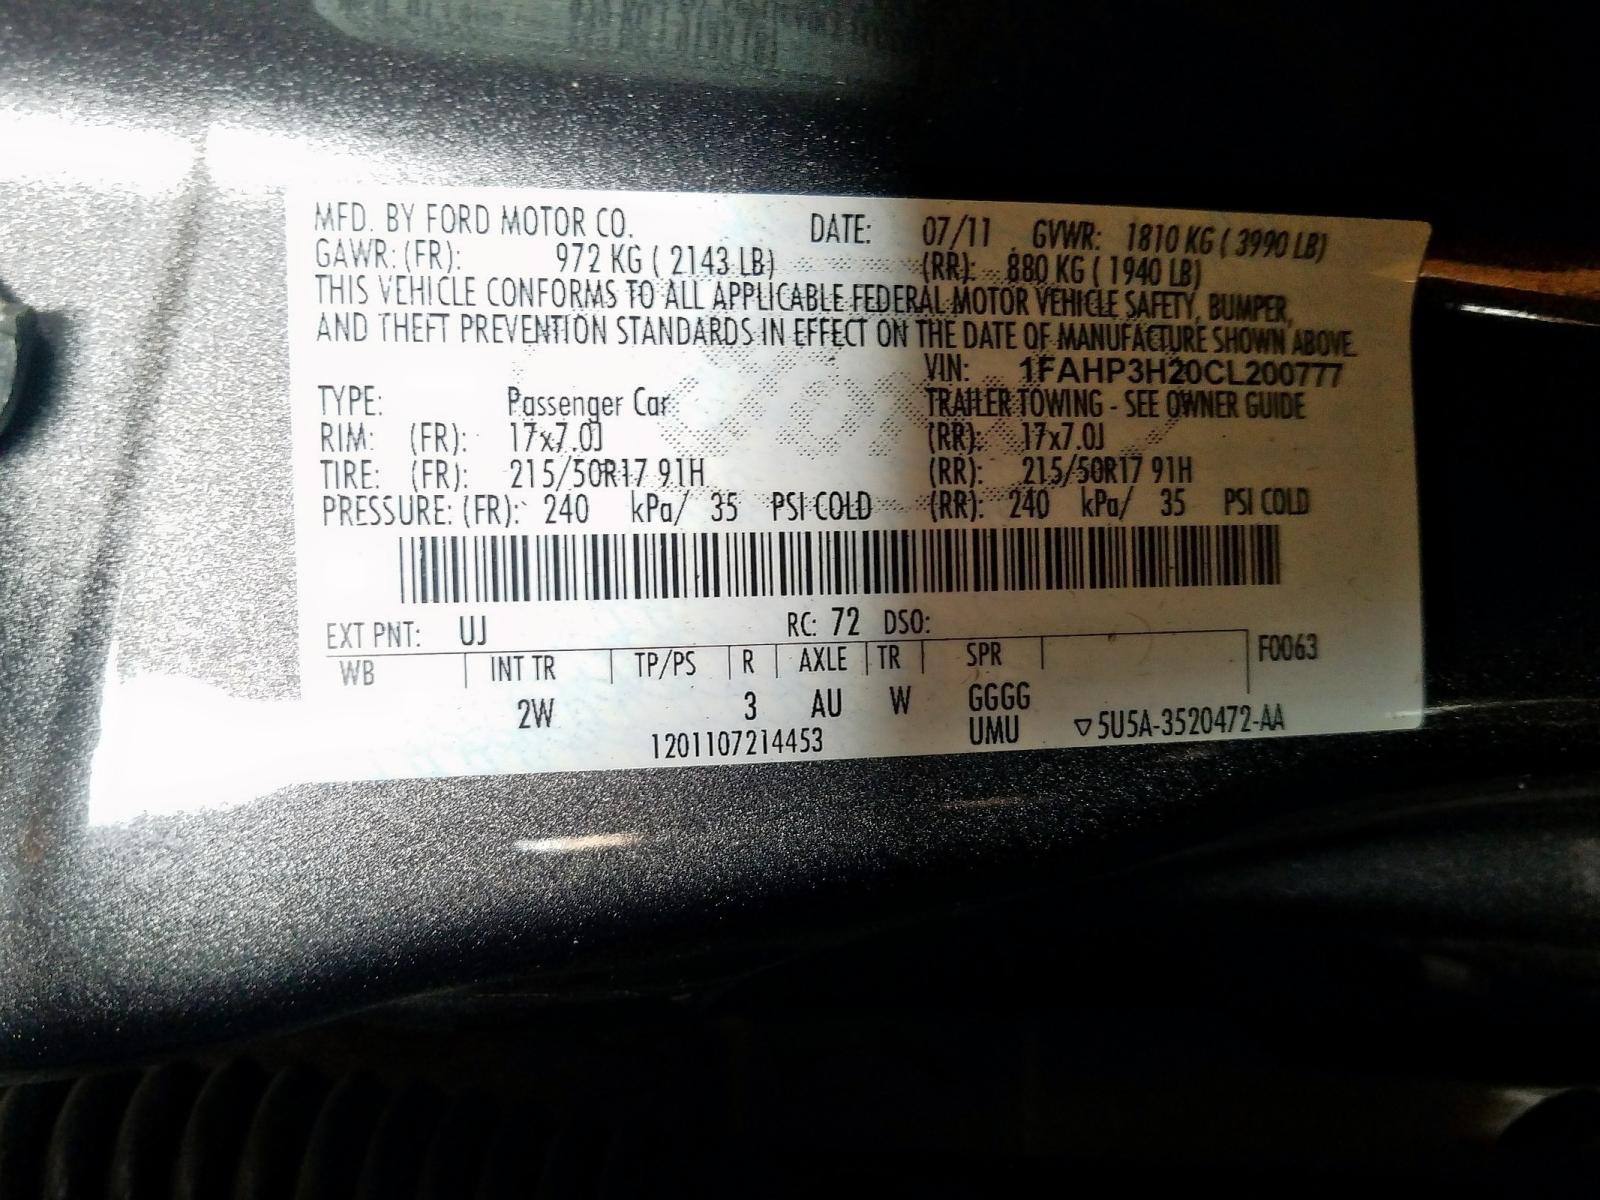 MFD. BY FORD MOTOR CO. DATE: 07/11 GVWR: 1810 KG ( 3990 LB)
GAWR: (FR): 972 KG ( 2143 LB) (RR): 880 KG ( 1940 LB)
THIS VEHICLE CONFORMS TO ALL APPLICABLE FEDERAL MOTOR VEHICLE SAFETY, BUMPER,
AND THEFT PREVENTION STANDARDS IN EFFECT ON THE DATE OF MANUFACTURE SHOWN ABOVE.
VIN: 1FAHP3H20CL200777
TYPE: Passenger Car TRAILER TOWING - SEE OWNER GUIDE
RIM: (FR): 17x7.0J (RR): 17x7.0J
TIRE: (FR): 215/50R17 91H (RR): 215/50R17 91H
PRESSURE: (FR): 240 kPa/ 35 PSI COLD (RR): 240 kPa/ 35 PSI COLD
EXT PNT: UJ RC: 72 DSO:
WB INT TR TP/PS R AXLE TR SPR F0063
2W 3 AU W GGGG
1201107214453 UMU ▽5U5A-3520472-AA